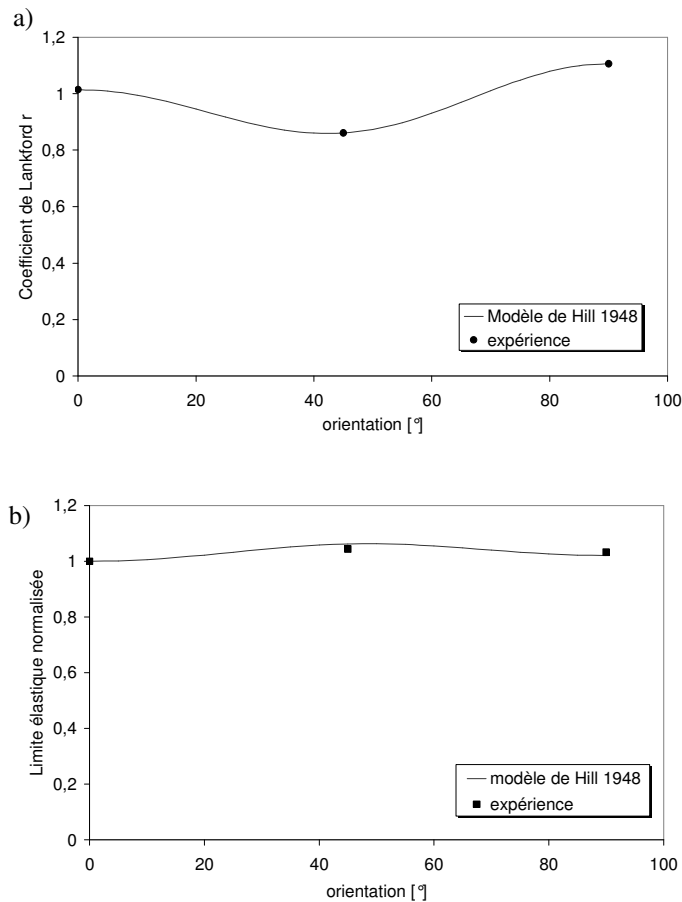 a)
1,2
1
0,8
0,6
0,4
0,2
0
Coefficient de Lankford r
Modèle de Hill 1948
expérience
0 20 40 60 80 100
orientation [°]
b)
1,2
1
0,8
0,6
0,4
0,2
0
Limite élastique normalisée
modèle de Hill 1948
expérience
0 20 40 60 80 100
orientation [°]